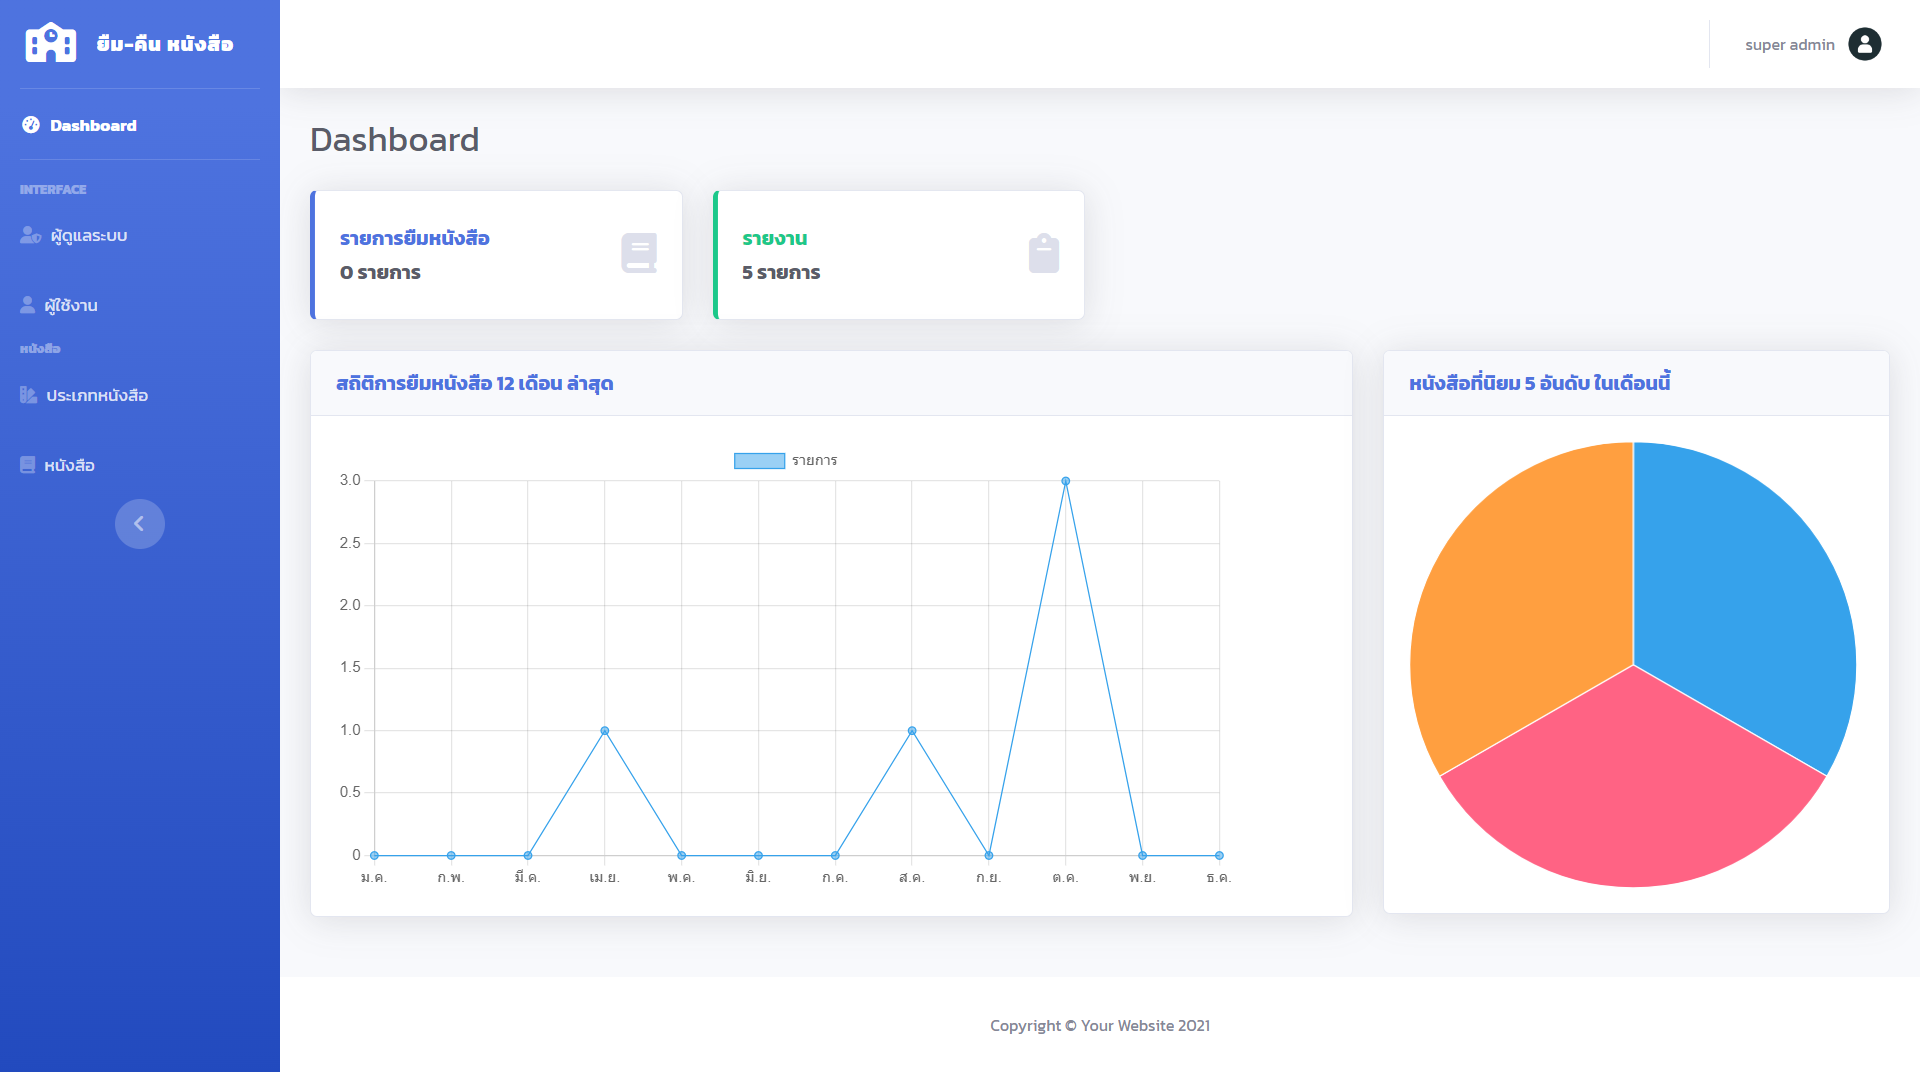 ยืม-คืน หนังสือ
super admin
Dashboard
INTERFACE
ผู้ดูแลระบบ
ผู้ใช้งาน
หนังสือ
ประเภทหนังสือ
หนังสือ
Dashboard
รายการยืมหนังสือ
0 รายการ
รายงาน
5 รายการ
สถิติการยืมหนังสือ 12 เดือน ล่าสุด
รายการ
3.0
2.5
2.0
1.5
1.0
0.5
0
ม.ค. ก.พ. มี.ค. เม.ย. พ.ค. มิ.ย. ก.ค. ส.ค. ก.ย. ต.ค. พ.ย. ธ.ค.
หนังสือที่นิยม 5 อันดับ ในเดือนนี้
Copyright © Your Website 2021